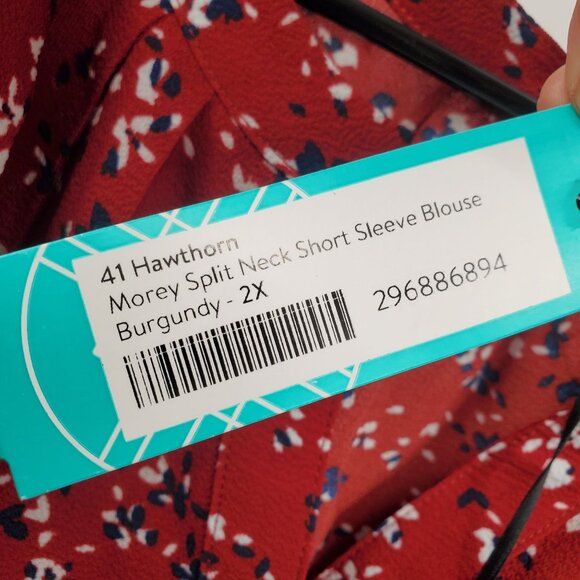 41 Hawthorn
Morey Split Neck Short Sleeve Blouse
Burgundy - 2X
296886894